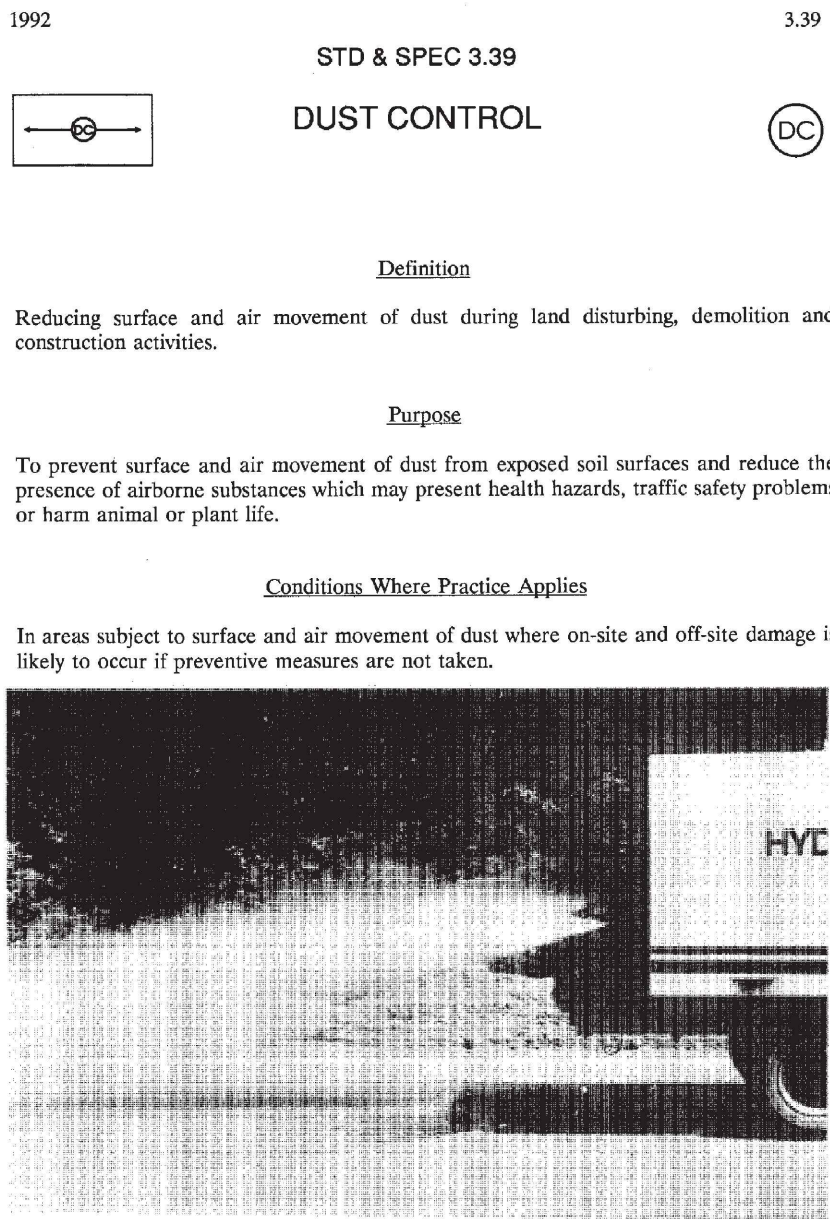 1992 3.39
STD & SPEC 3.39
DC DUST CONTROL DC
Definition
Reducing surface and air movement of dust during land disturbing, demolition and
construction activities.
Purpose
To prevent surface and air movement of dust from exposed soil surfaces and reduce the
presence of airborne substances which may present health hazards, traffic safety problems
or harm animal or plant life.
Conditions Where Practice Applies
In areas subject to surface and air movement of dust where on-site and off-site damage is
likely to occur if preventive measures are not taken.
HYD